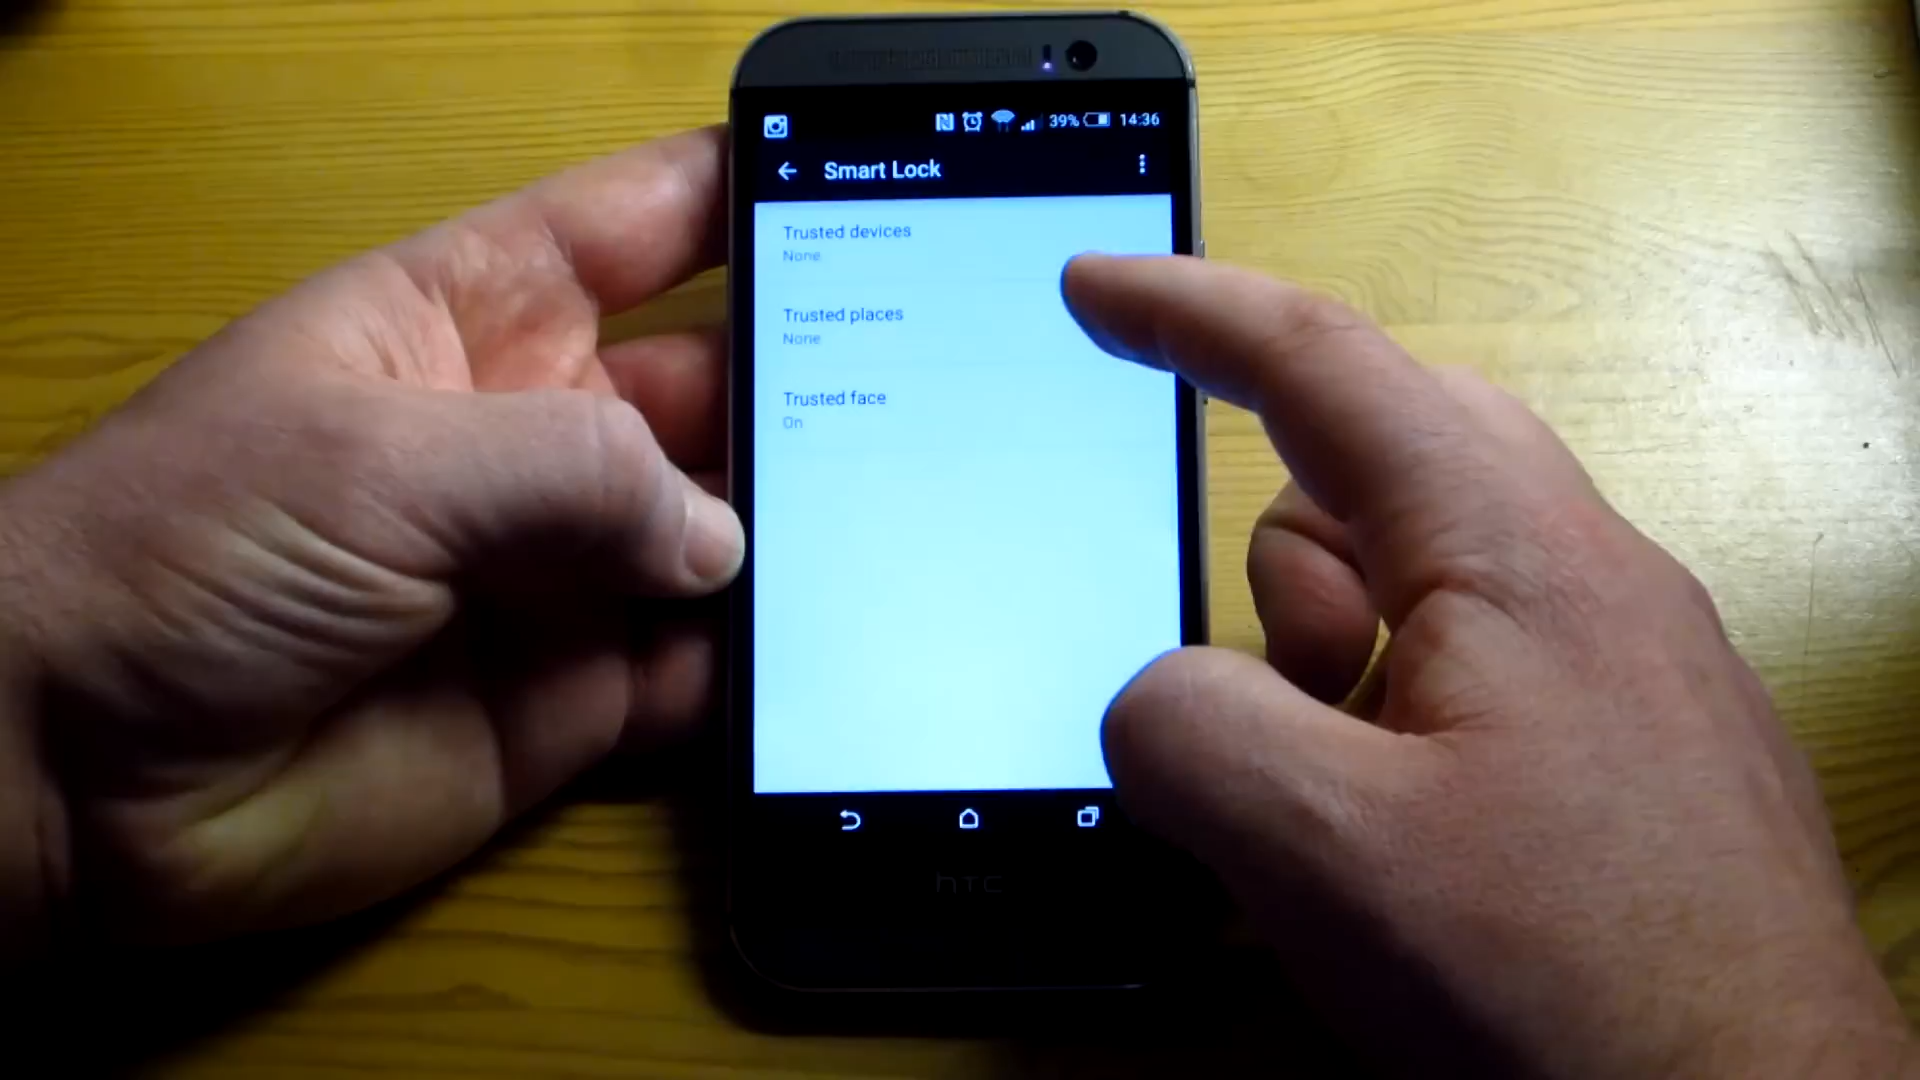 39% 14:36
Smart Lock
Trusted devices
None
Trusted places
None
Trusted face
On
hTC